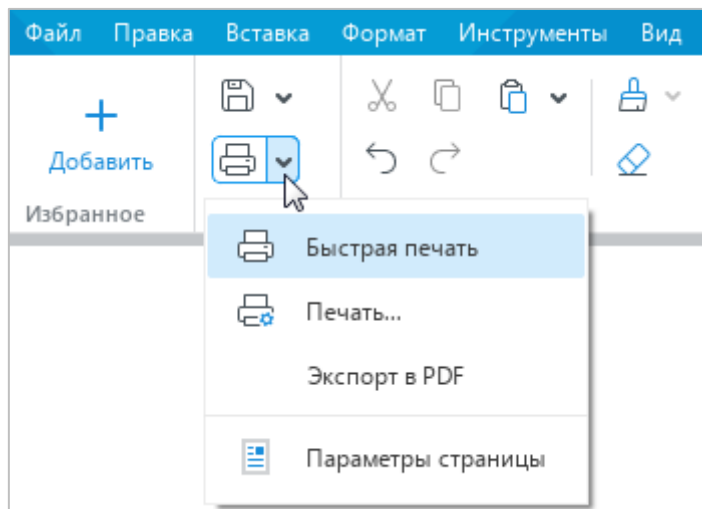 Файл Правка Вставка Формат Инструменты Вид
Добавить
Избранное
Быстрая печать
Печать...
Экспорт в PDF
Параметры страницы